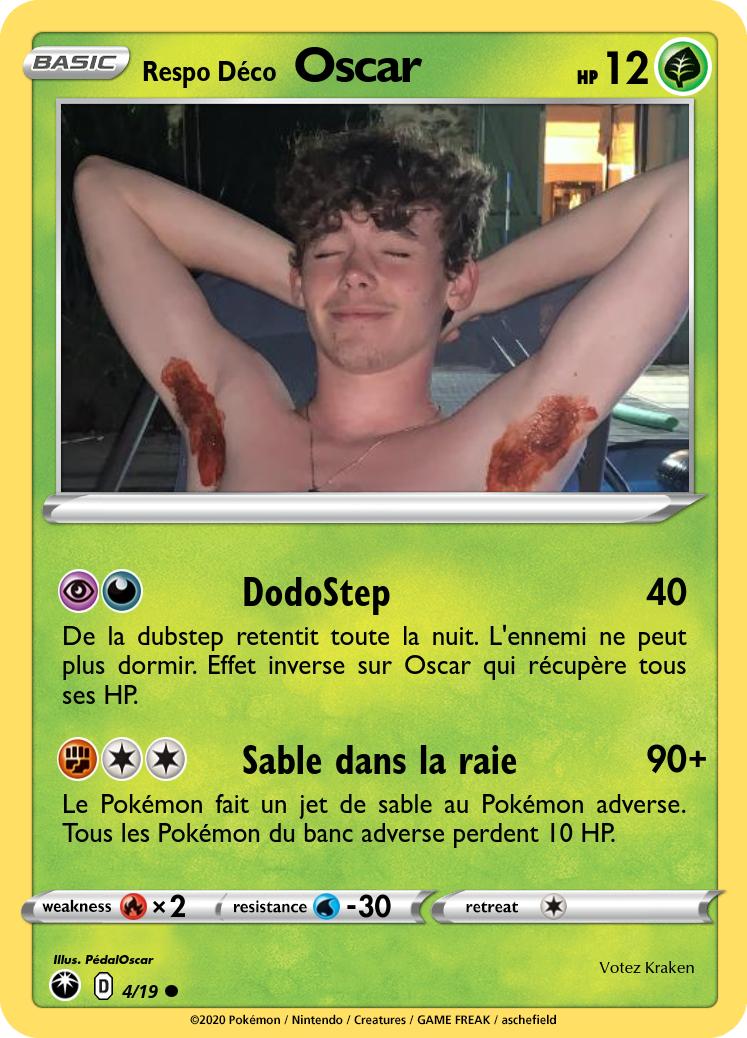 BASIC Respo Déco Oscar HP 12
DodoStep 40
De la dubstep retentit toute la nuit. L'ennemi ne peut
plus dormir. Effet inverse sur Oscar qui récupère tous
ses HP.
Sable dans la raie 90+
Le Pokémon fait un jet de sable au Pokémon adverse.
Tous les Pokémon du banc adverse perdent 10 HP.
weakness ×2 resistance -30 retreat
Illus. PédalOscar
Votez Kraken
D 4/19
©2020 Pokémon / Nintendo / Creatures / GAME FREAK / aschefield